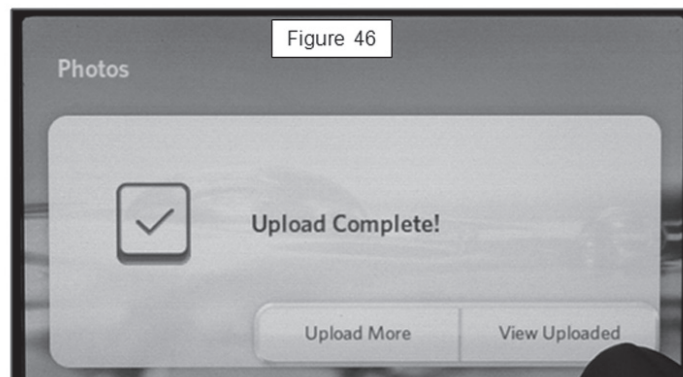 Figure 46
Photos
Upload Complete!
Upload More
View Uploaded